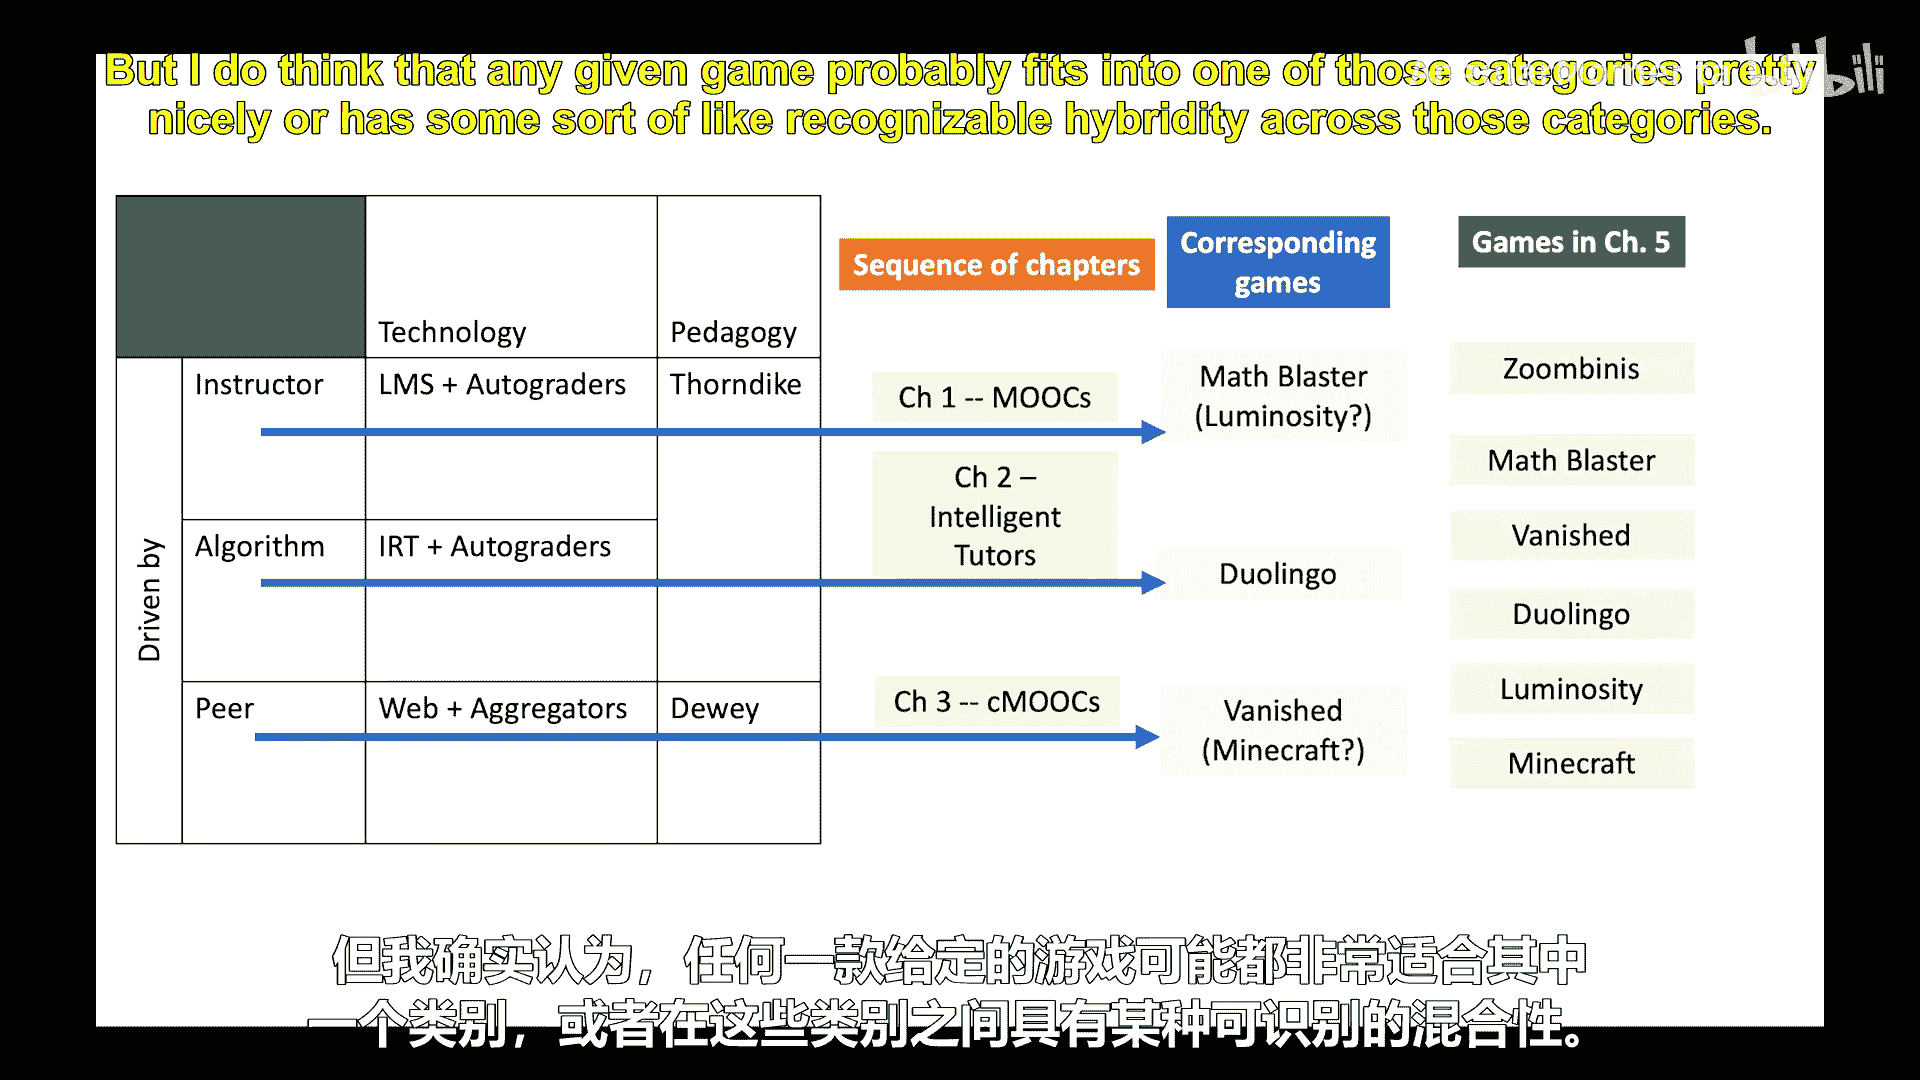 But I do think that any given game probably fits into one of those categories pretty
nicely or has some sort of like recognizable hybridity across those categories.
bilibili
Technology
Pedagogy
Sequence of chapters
Corresponding
games
Games in Ch. 5
Driven by
Instructor
LMS + Autograders
Thorndike
Ch 1 -- MOOCs
Math Blaster
(Luminosity?)
Algorithm
IRT + Autograders
Ch 2 –
Intelligent
Tutors
Duolingo
Peer
Web + Aggregators
Dewey
Ch 3 -- cMOOCs
Vanished
(Minecraft?)
Zoombinis
Math Blaster
Vanished
Duolingo
Luminosity
Minecraft
但我确实认为，任何一款给定的游戏可能都非常适合其中
一个类别，或者在这些类别之间具有某种可识别的混合性。